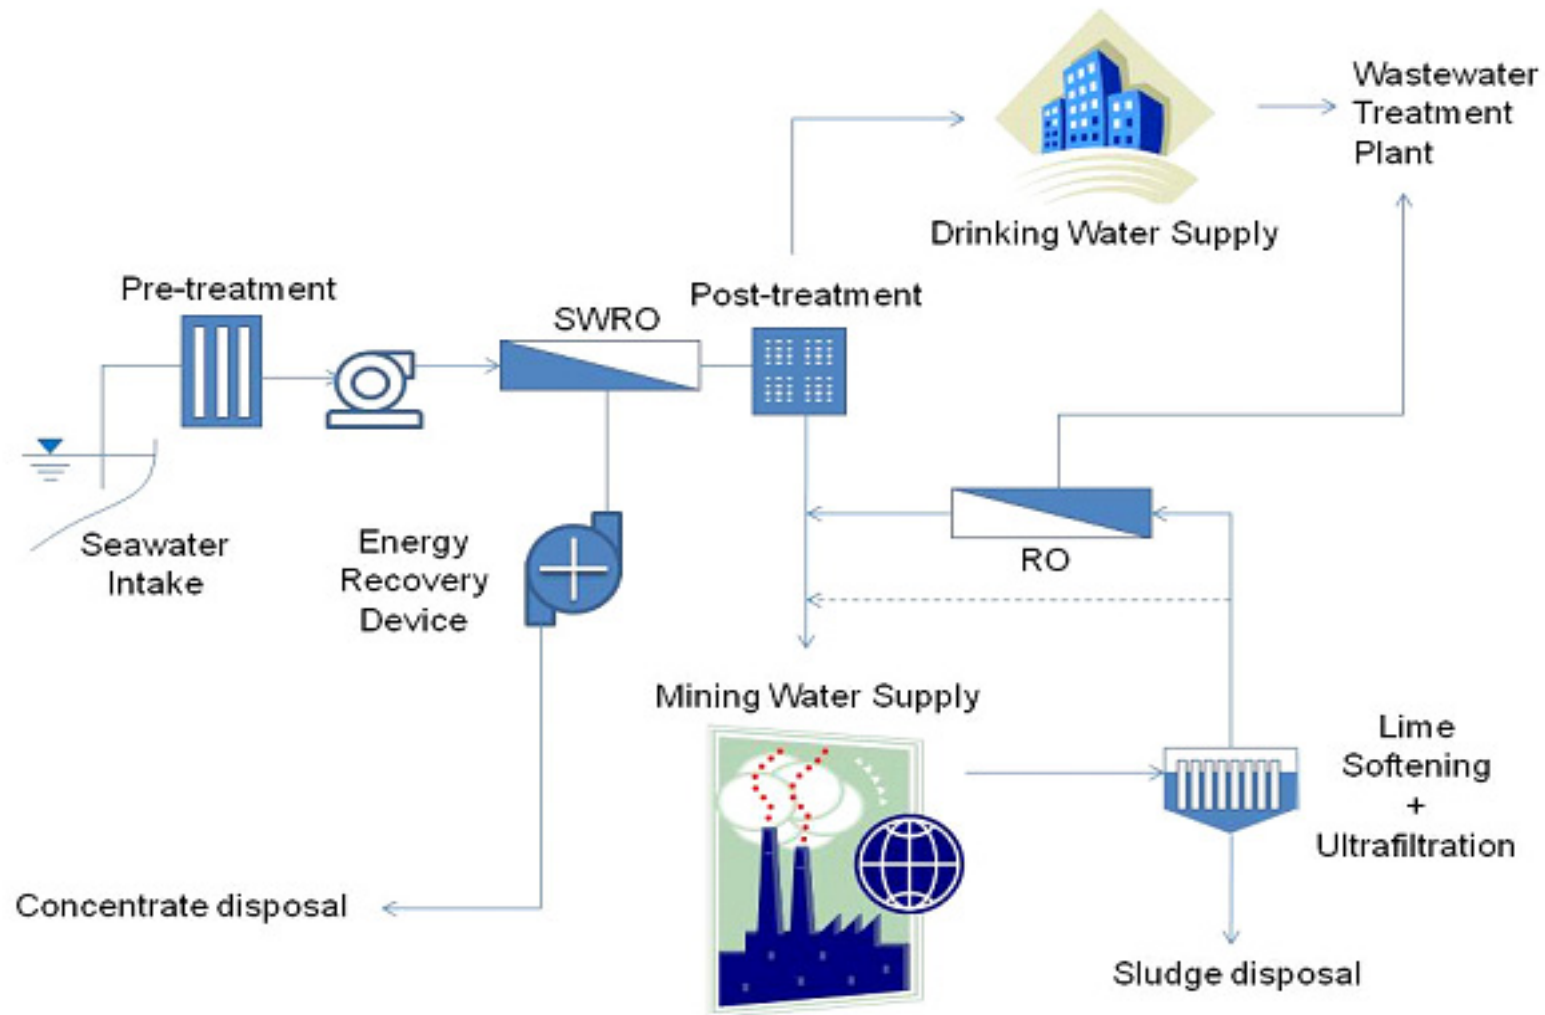 Wastewater
Treatment
Plant
Drinking Water Supply
Pre-treatment
Post-treatment
SWRO
Seawater
Intake
Energy
Recovery
Device
RO
Mining Water Supply
Lime
Softening
+
Ultrafiltration
Concentrate disposal
Sludge disposal